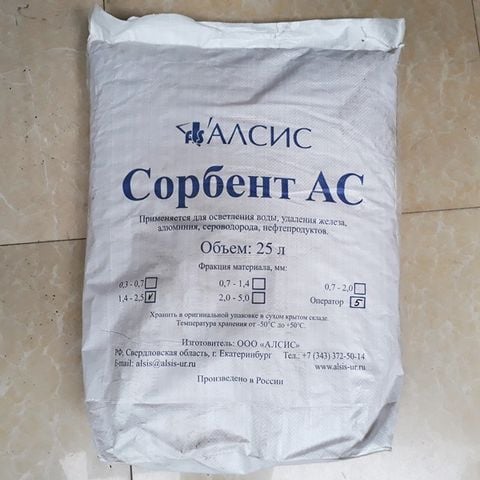 АЛСИС
Сорбент АС
Применяется для осветления воды, удаления железа,
алюминия, сероводорода, нефтепродуктов.
Объем: 25 л
Фракция материала, мм:
0,3 - 0,7 0,7 - 1,4 0,7 - 2,0
1,4 - 2,5 2,0 - 5,0 Оператор 5
Хранить в оригинальной упаковке в сухом крытом складе.
Температура хранения от -50°С до +50°С.
Изготовитель: ООО «АЛСИС»
РФ, Свердловская область, г. Екатеринбург Тел.: +7 (343) 372-50-14
E-mail: alsis@alsis-ur.ru www.alsis-ur.ru
Произведено в России